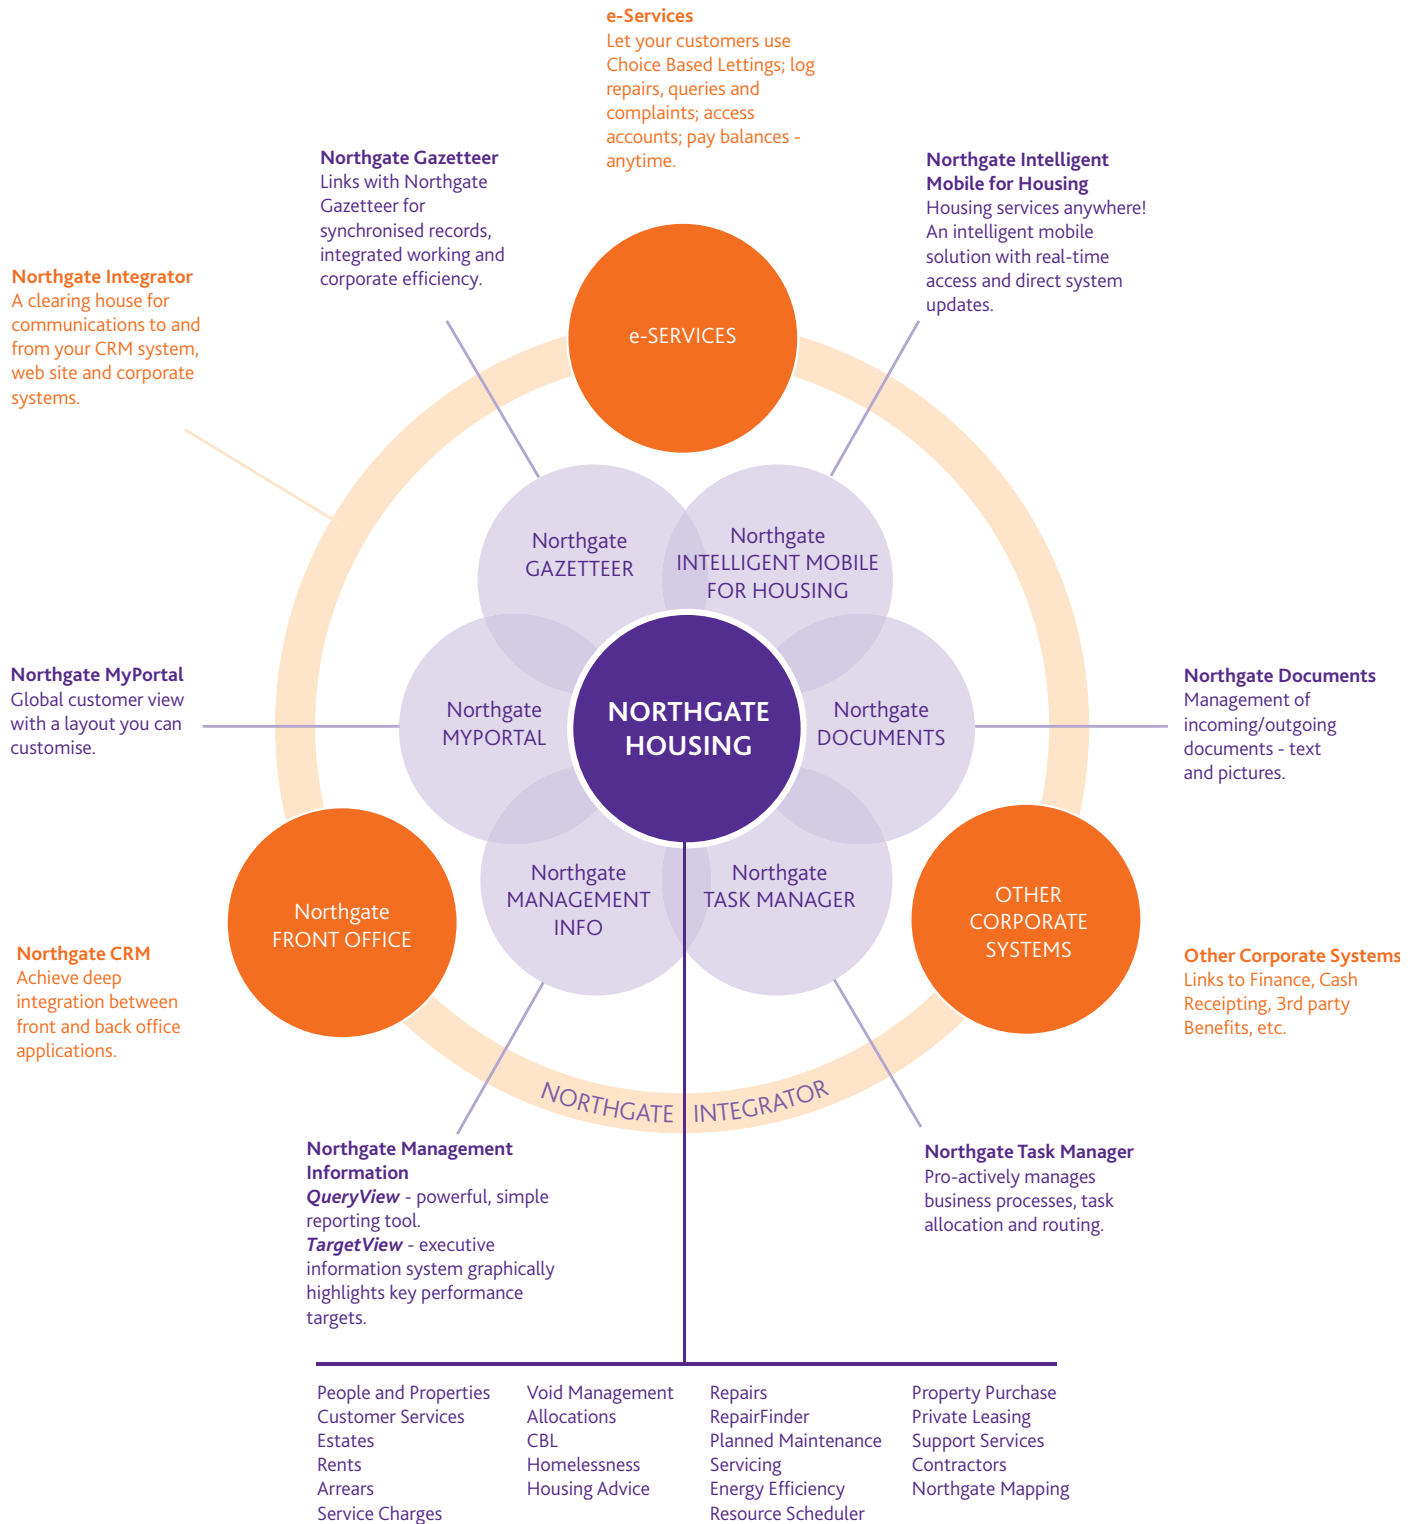 e-Services
Let your customers use
Choice Based Lettings; log
repairs, queries and
complaints; access
accounts; pay balances -
anytime.
Northgate Gazetteer
Links with Northgate
Gazetteer for
synchronised records,
integrated working and
corporate efficiency.
Northgate Intelligent
Mobile for Housing
Housing services anywhere!
An intelligent mobile
solution with real-time
access and direct system
updates.
Northgate Integrator
A clearing house for
communications to and
from your CRM system,
web site and corporate
systems.
e-SERVICES
Northgate
GAZETTEER
Northgate
INTELLIGENT MOBILE
FOR HOUSING
Northgate MyPortal
Global customer view
with a layout you can
customise.
Northgate
MYPORTAL
NORTHGATE
HOUSING
Northgate
DOCUMENTS
Northgate Documents
Management of
incoming/outgoing
documents - text
and pictures.
Northgate
MANAGEMENT
INFO
Northgate
TASK MANAGER
Northgate
FRONT OFFICE
OTHER
CORPORATE
SYSTEMS
Northgate CRM
Achieve deep
integration between
front and back office
applications.
Other Corporate Systems
Links to Finance, Cash
Receipting, 3rd party
Benefits, etc.
NORTHGATE INTEGRATOR
Northgate Management
Information
QueryView - powerful, simple
reporting tool.
TargetView - executive
information system graphically
highlights key performance
targets.
Northgate Task Manager
Pro-actively manages
business processes, task
allocation and routing.
People and Properties
Customer Services
Estates
Rents
Arrears
Service Charges
Void Management
Allocations
CBL
Homelessness
Housing Advice
Repairs
RepairFinder
Planned Maintenance
Servicing
Energy Efficiency
Resource Scheduler
Property Purchase
Private Leasing
Support Services
Contractors
Northgate Mapping